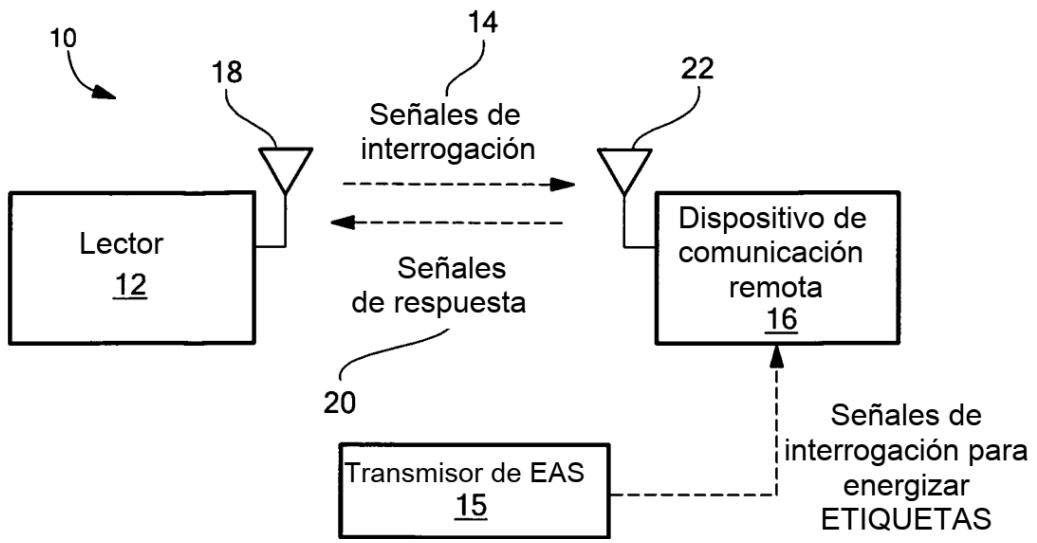 10
14
18
22
Señales de
interrogación
Lector
12
Dispositivo de
comunicación
remota
16
Señales
de respuesta
20
Transmisor de EAS
15
Señales de
interrogación para
energizar
ETIQUETAS